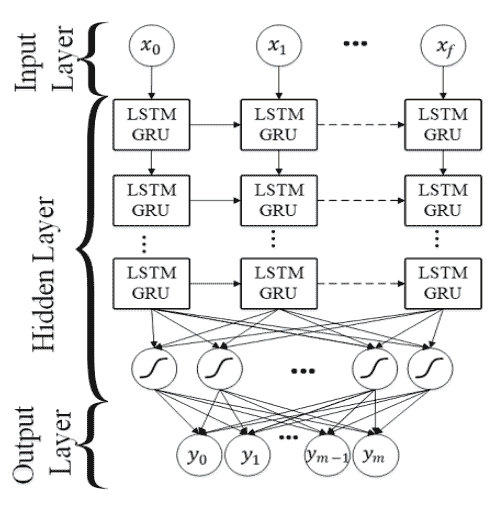 Input
Layer
x₀ x₁ ... x_f
LSTM
GRU
LSTM
GRU
LSTM
GRU
Hidden Layer
LSTM
GRU
LSTM
GRU
LSTM
GRU
LSTM
GRU
LSTM
GRU
LSTM
GRU
Output
Layer
y₀ y₁ ... yₘ₋₁ yₘ